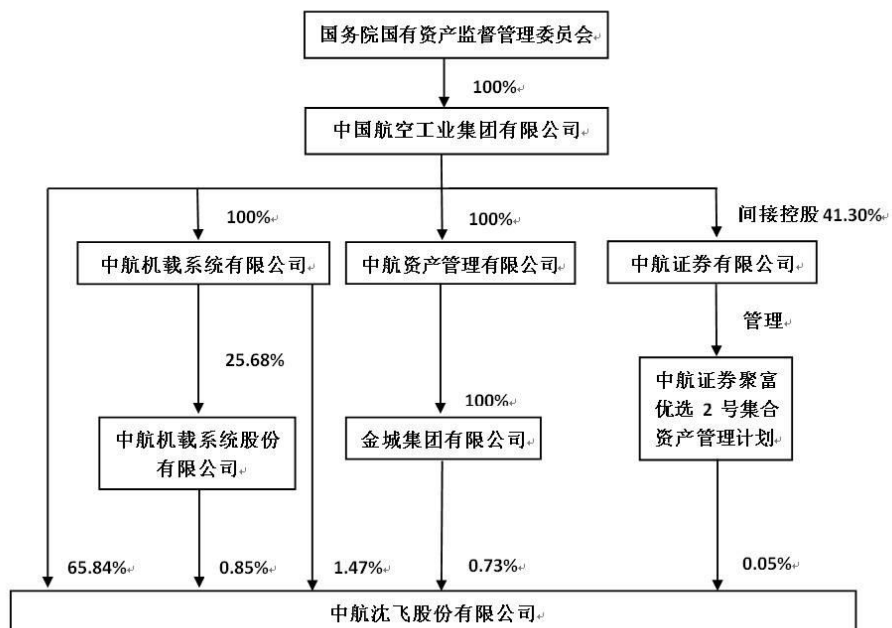 国务院国有资产监督管理委员会
100%
中国航空工业集团有限公司
100%
100%
间接控股 41.30%
中航机载系统有限公司
中航资产管理有限公司
中航证券有限公司
管理
25.68%
100%
中航机载系统股份
有限公司
金城集团有限公司
中航证券聚富
优选 2 号集合
资产管理计划
65.84%
0.85%
1.47%
0.73%
0.05%
中航沈飞股份有限公司